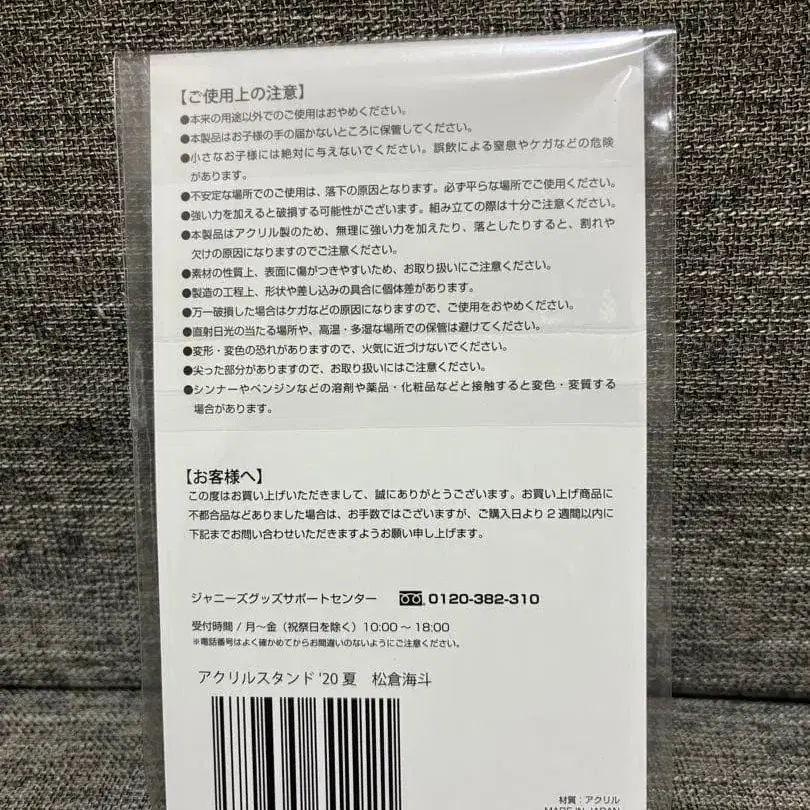 【ご使用上の注意】
●本来の用途以外でのご使用はおやめください。
●本製品はお子様の手の届かないところに保管してください。
●小さなお子様には絶対に与えないでください。誤飲による窒息やケガなどの危険
があります。
●不安定な場所でのご使用は、落下の原因となります。必ず平らな場所でご使用ください。
●強い力を加えると破損する可能性がございます。組み立ての際は十分ご注意ください。
●本製品はアクリル製のため、無理に強い力を加えたり、落としたりすると、割れや
欠けの原因になりますのでご注意ください。
●素材の性質上、表面に傷がつきやすいため、お取り扱いにご注意ください。
●製造の工程上、形状や差し込みの具合に個体差があります。
●万一破損した場合はケガなどの原因になりますので、ご使用をおやめください。
●直射日光の当たる場所や、高温・多湿な場所での保管は避けてください。
●変形・変色の恐れがありますので、火気に近づけないでください。
●尖った部分がありますので、お取り扱いにはご注意ください。
●シンナーやベンジンなどの溶剤や薬品・化粧品などと接触すると変色・変質する
場合があります。
【お客様へ】
この度はお買い上げいただきまして、誠にありがとうございます。お買い上げ商品に
不都合品などありました場合は、お手数ではございますが、ご購入日より2週間以内に
下記までお問い合わせいただきますようお願い申し上げます。
ジャニーズグッズサポートセンター 0120-382-310
受付時間 / 月～金（祝祭日を除く）10:00～18:00
※電話番号はよく確かめてからお間違いのないようにご注意ください。
アクリルスタンド '20 夏 松倉海斗
材質：アクリル
MADE IN JAPAN